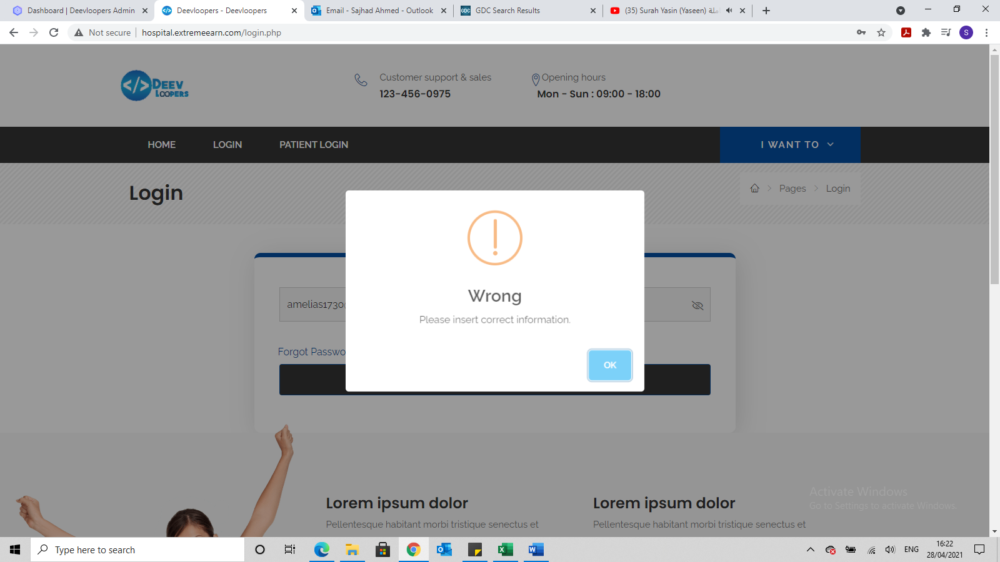 Dashboard | Deevloopers Admin
Deevloopers - Deevloopers
Email - Sajhad Ahmed - Outlook
GDC Search Results
(35) Surah Yasin (Yaseen)
Not secure
hospital.extremeearn.com/login.php
S
DEEV
LOOPERS
Customer support & sales
123-456-0975
Opening hours
Mon - Sun : 09:00 - 18:00
HOME
LOGIN
PATIENT LOGIN
I WANT TO
Login
Pages
Login
Wrong
Please insert correct information.
OK
amelias1730
Forgot Passwo
Lorem ipsum dolor
Pellentesque habitant morbi tristique senectus et
Lorem ipsum dolor
Pellentesque habitant morbi tristique senectus et
Activate Windows
Go to Settings to activate Windows.
Type here to search
ENG
16:22
28/04/2021